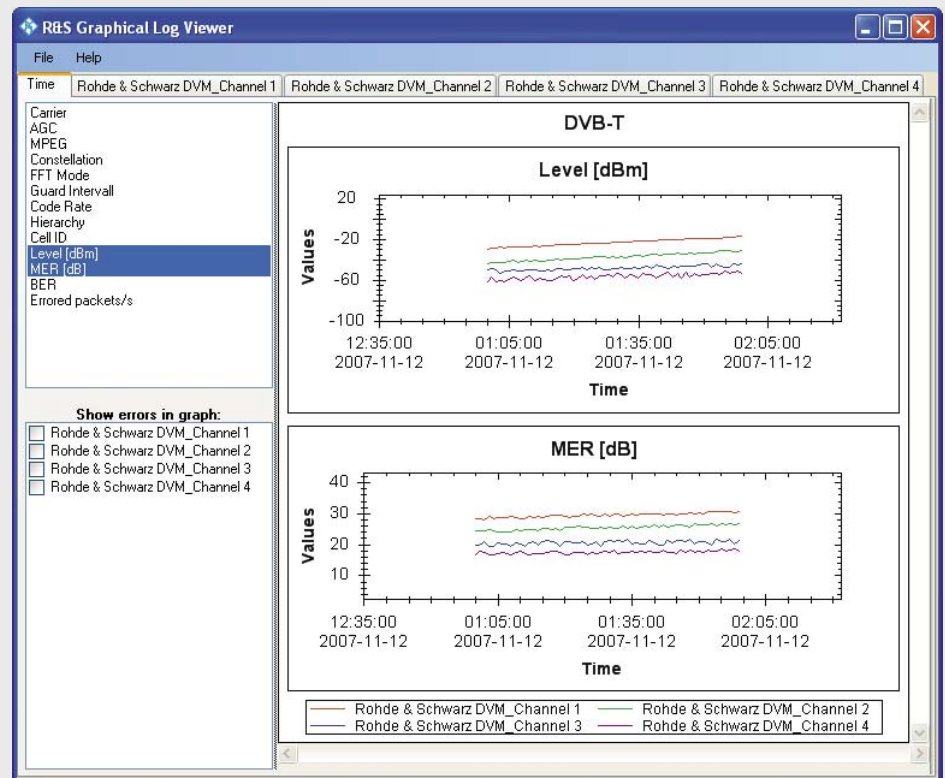 R&S Graphical Log Viewer
File Help
Time Rohde & Schwarz DVM_Channel 1 Rohde & Schwarz DVM_Channel 2 Rohde & Schwarz DVM_Channel 3 Rohde & Schwarz DVM_Channel 4
Carrier
AGC
MPEG
Constellation
FFT Mode
Guard Intervall
Code Rate
Hierarchy
Cell ID
Level [dBm]
MER [dB]
BER
Errored packets/s
Show errors in graph:
Rohde & Schwarz DVM_Channel 1
Rohde & Schwarz DVM_Channel 2
Rohde & Schwarz DVM_Channel 3
Rohde & Schwarz DVM_Channel 4
DVB-T
Level [dBm]
Values
20
-20
-60
-100
12:35:00 01:05:00 01:35:00 02:05:00
2007-11-12 2007-11-12 2007-11-12 2007-11-12
Time
MER [dB]
Values
40
30
20
10
12:35:00 01:05:00 01:35:00 02:05:00
2007-11-12 2007-11-12 2007-11-12 2007-11-12
Time
Rohde & Schwarz DVM_Channel 1 Rohde & Schwarz DVM_Channel 2
Rohde & Schwarz DVM_Channel 3 Rohde & Schwarz DVM_Channel 4